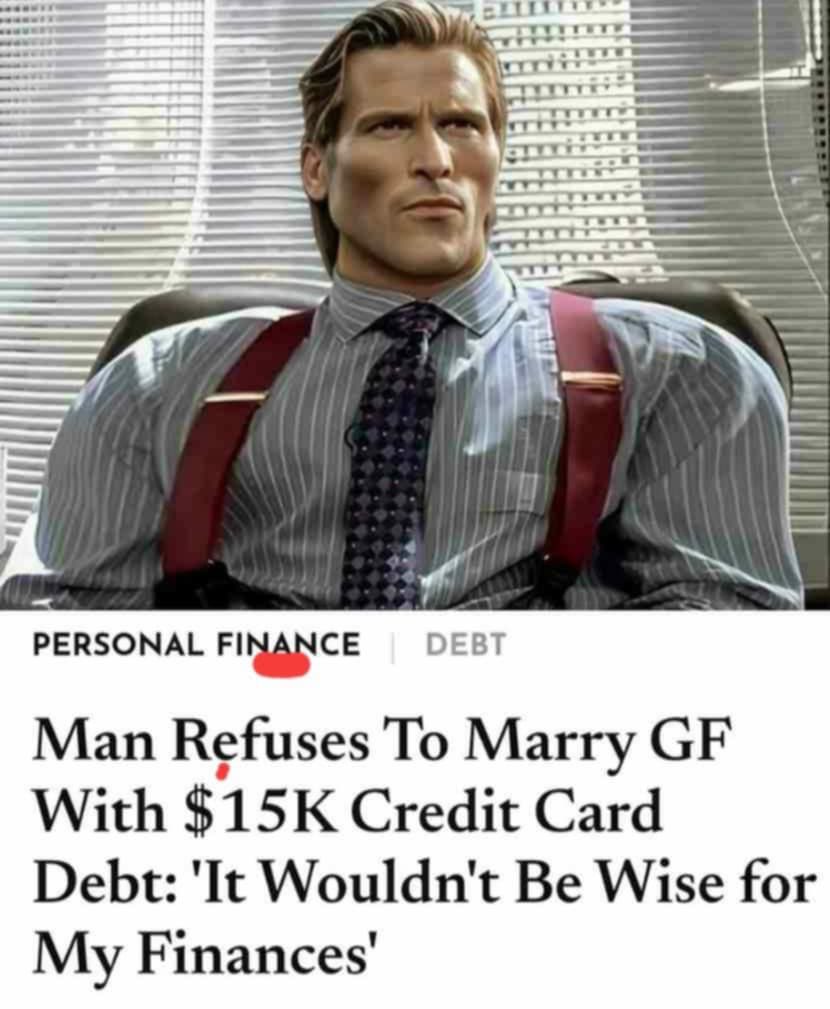 PERSONAL FINANCE | DEBT
Man Refuses To Marry GF
With $15K Credit Card
Debt: 'It Wouldn't Be Wise for
My Finances'